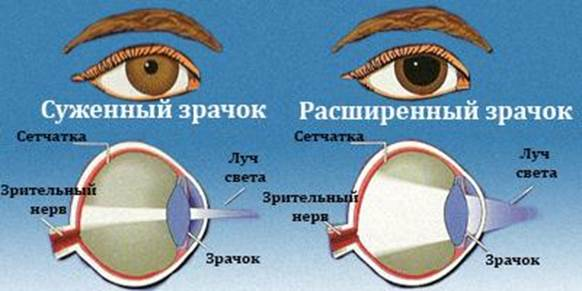 Суженный зрачок
Сетчатка
Луч
света
Зрительный
нерв
Зрачок
Расширенный зрачок
Сетчатка
Луч
света
Зрительный
нерв
Зрачок